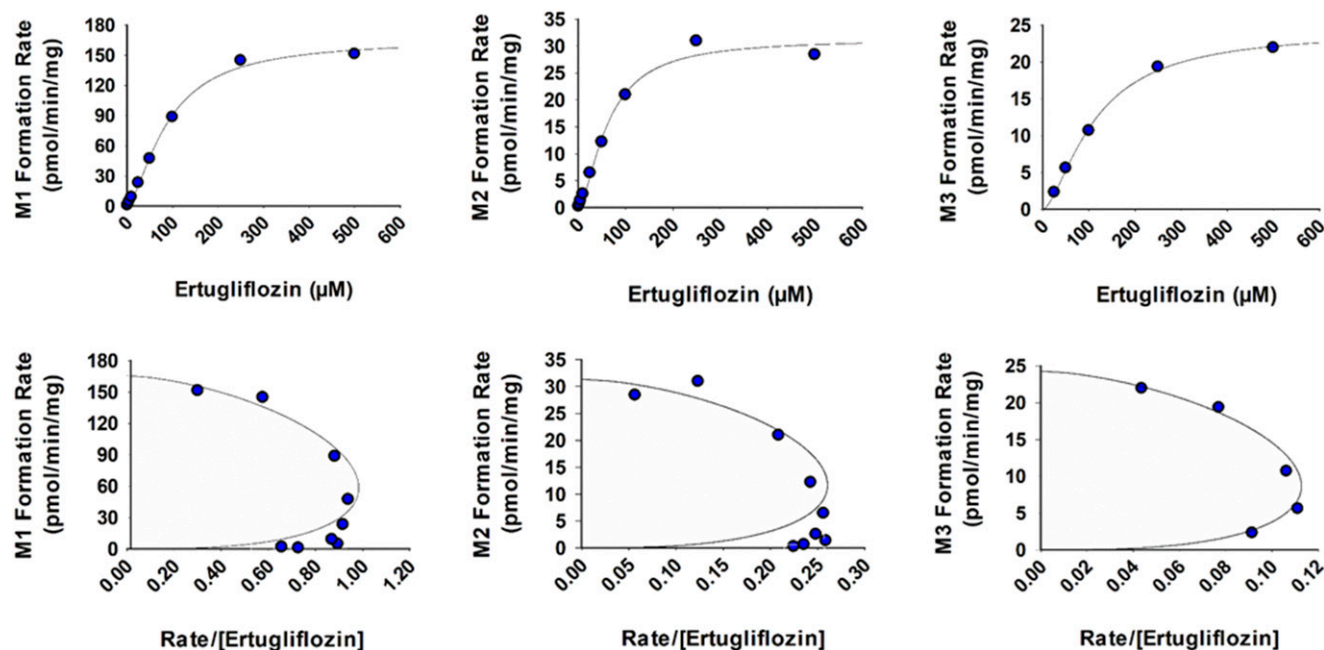 M1 Formation Rate
(pmol/min/mg)
180
150
120
90
60
30
0
0 100 200 300 400 500 600
Ertugliflozin (µM)
M2 Formation Rate
(pmol/min/mg)
35
30
25
20
15
10
5
0
0 100 200 300 400 500 600
Ertugliflozin (µM)
M3 Formation Rate
(pmol/min/mg)
25
20
15
10
5
0
0 100 200 300 400 500 600
Ertugliflozin (µM)
M1 Formation Rate
(pmol/min/mg)
180
150
120
90
60
30
0
0.00 0.20 0.40 0.60 0.80 1.00 1.20
Rate/[Ertugliflozin]
M2 Formation Rate
(pmol/min/mg)
35
30
25
20
15
10
5
0
0.00 0.05 0.10 0.15 0.20 0.25 0.30
Rate/[Ertugliflozin]
M3 Formation Rate
(pmol/min/mg)
25
20
15
10
5
0
0.00 0.02 0.04 0.06 0.08 0.10 0.12
Rate/[Ertugliflozin]